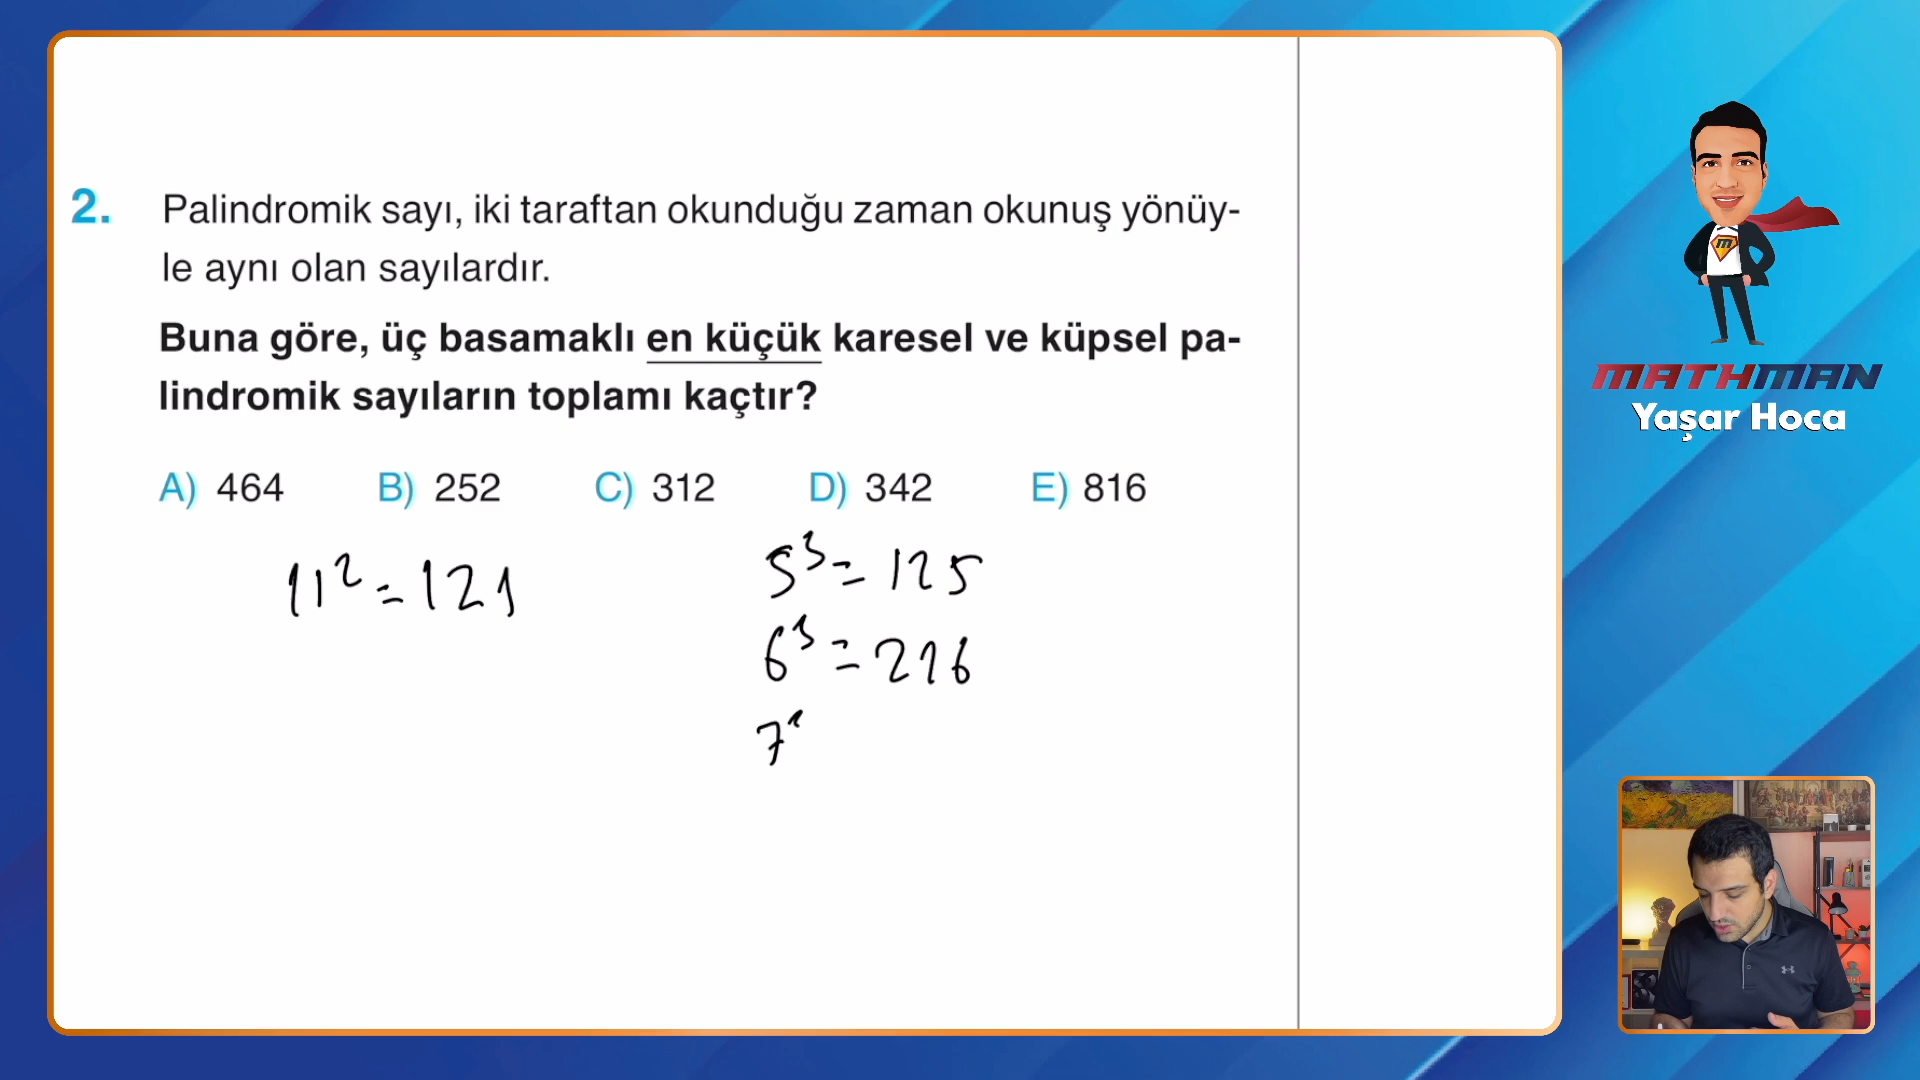 2. Palindromik sayı, iki taraftan okunduğu zaman okunuş yönüy-
le aynı olan sayılardır.
Buna göre, üç basamaklı en küçük karesel ve küpsel pa-
lindromik sayıların toplamı kaçtır?
A) 464 B) 252 C) 312 D) 342 E) 816
11² = 121
5³ = 125
6³ = 216
7
m
MATHMAN
Yaşar Hoca